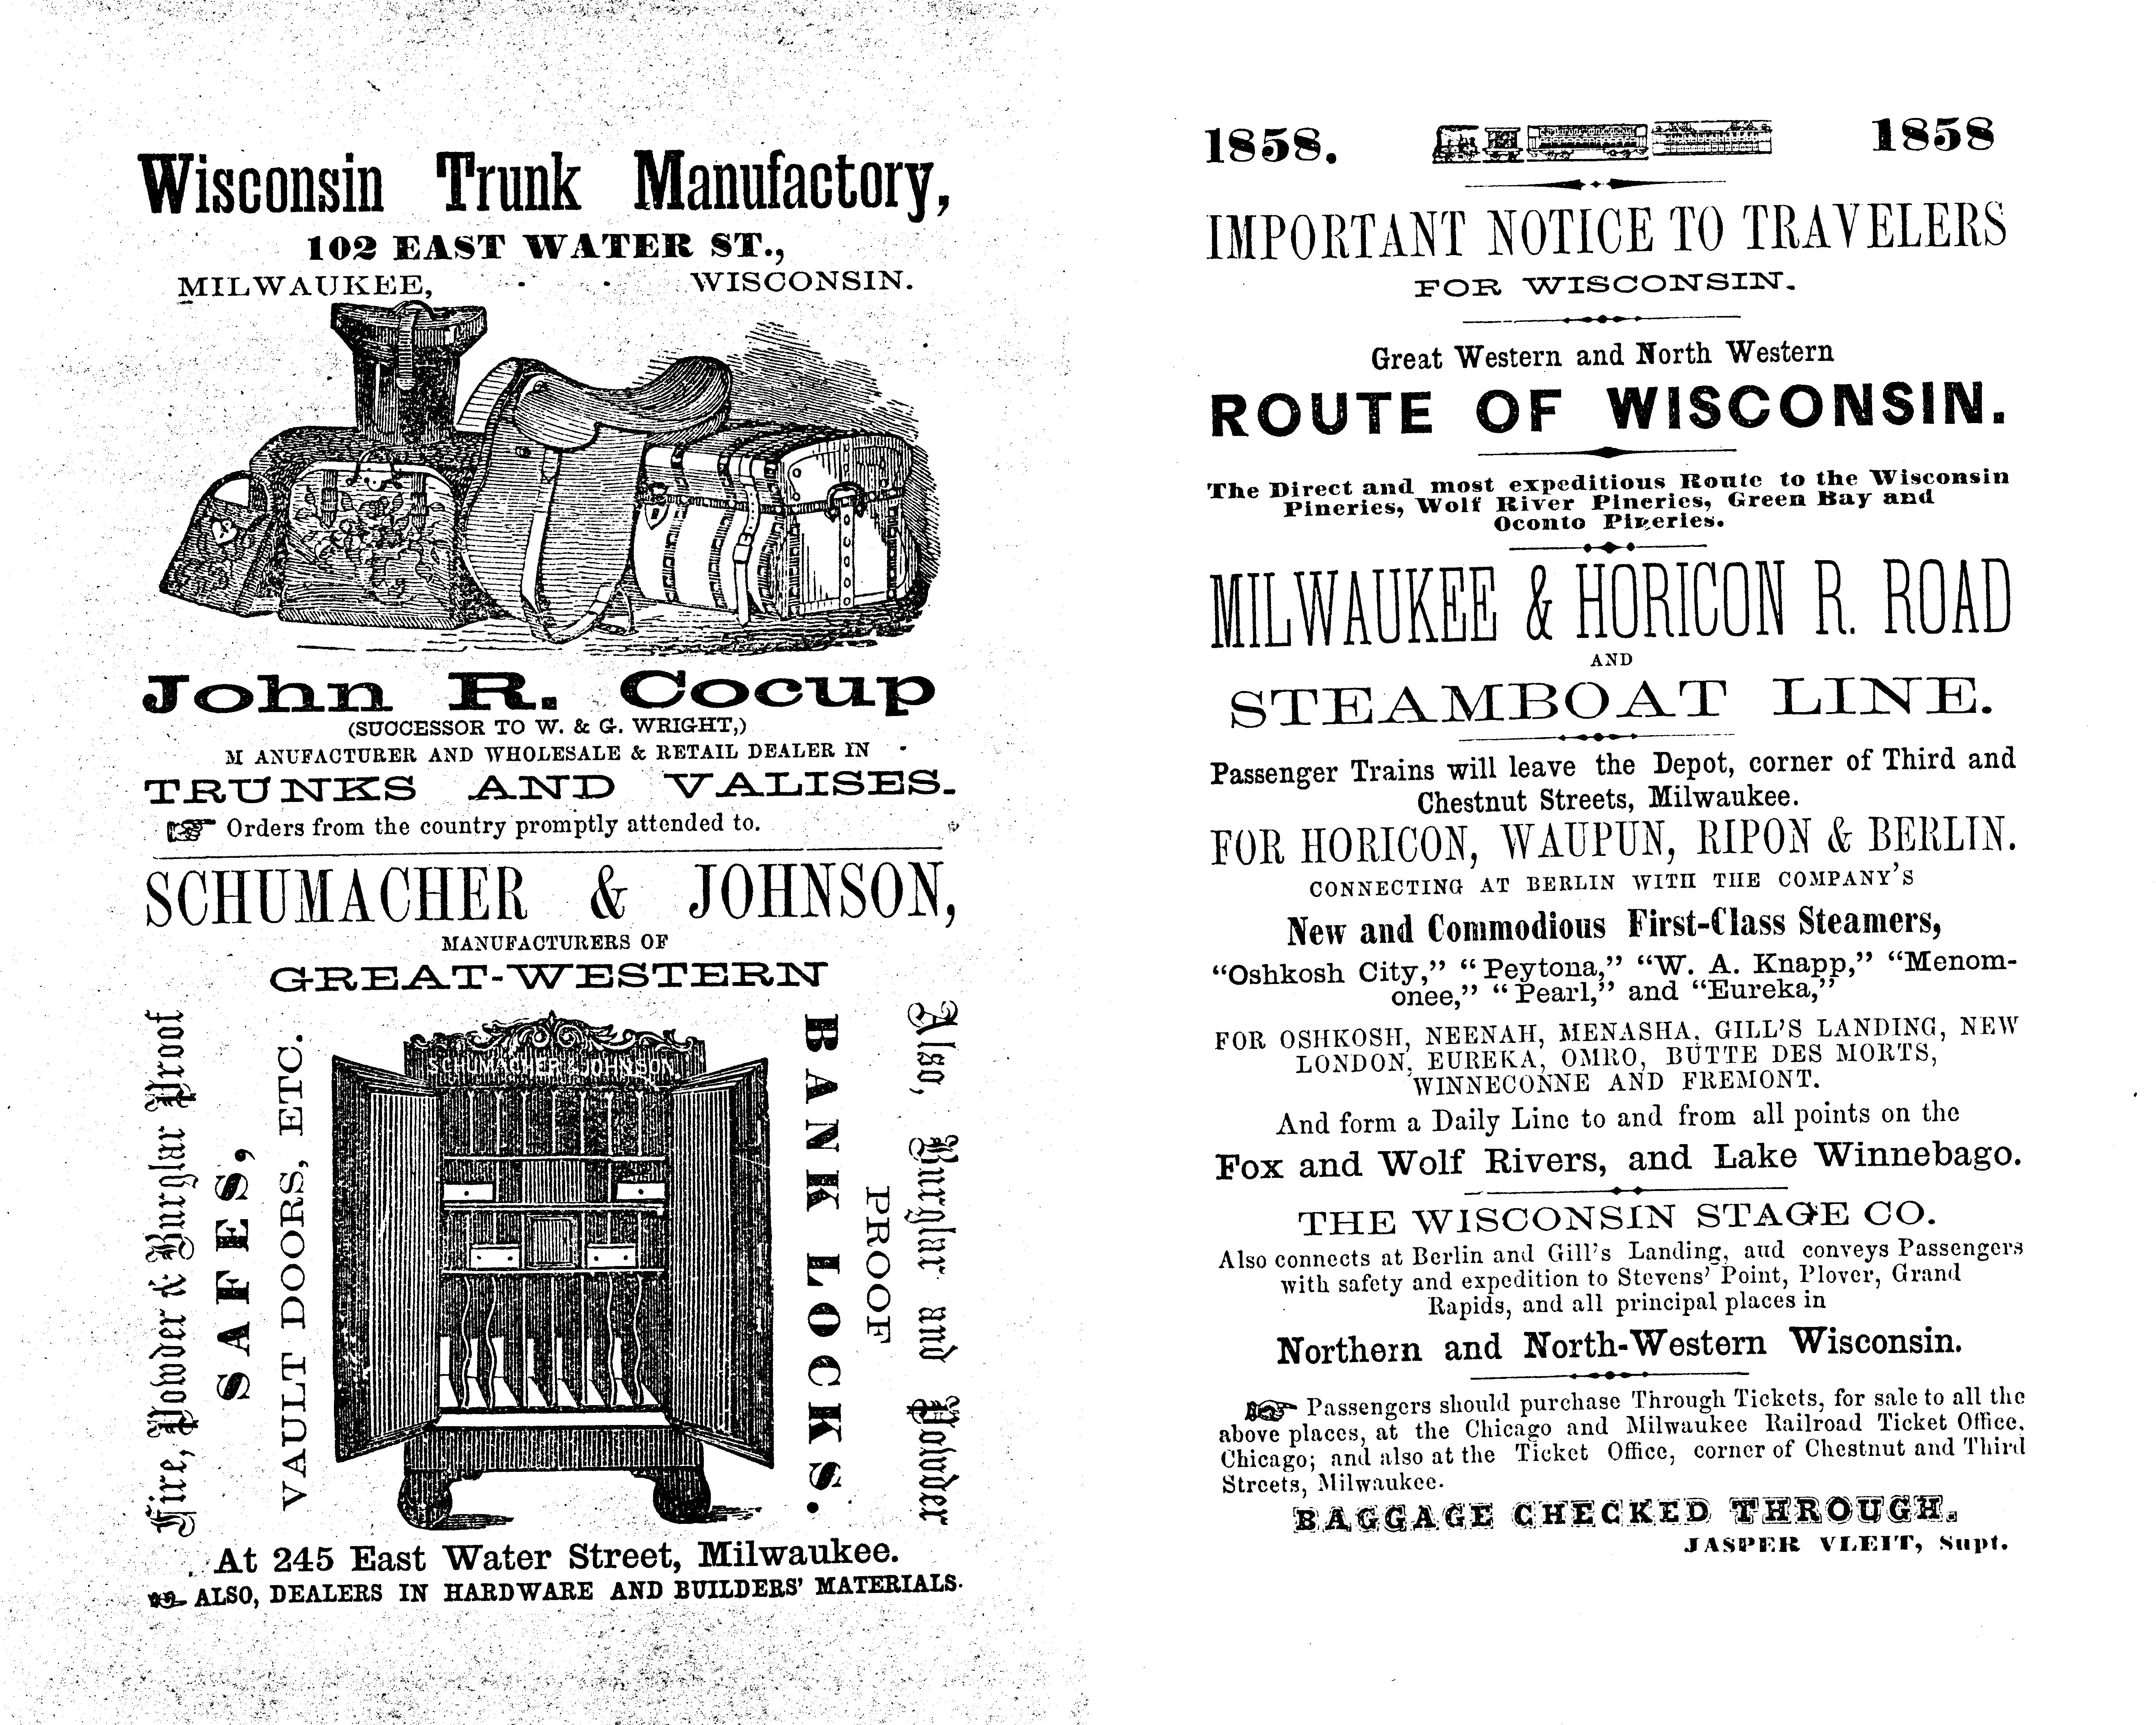 Wisconsin Trunk Manufactory,
102 EAST WATER ST.,
MILWAUKEE, WISCONSIN.
John R. Cocup
(SUCCESSOR TO W. & G. WRIGHT,)
M ANUFACTURER AND WHOLESALE & RETAIL DEALER IN
TRUNKS AND VALISES.
Orders from the country promptly attended to.
SCHUMACHER & JOHNSON,
MANUFACTURERS OF
GREAT-WESTERN
Fire, Powder & Burglar Proof
SAFES,
VAULT DOORS, ETC.
SCHUMACHER & JOHNSON.
BANK LOCKS.
PROOF
Also, Burglar and Powder
At 245 East Water Street, Milwaukee.
ALSO, DEALERS IN HARDWARE AND BUILDERS' MATERIALS.
1858. 1858
IMPORTANT NOTICE TO TRAVELERS
FOR WISCONSIN.
Great Western and North Western
ROUTE OF WISCONSIN.
The Direct and most expeditious Route to the Wisconsin
Pineries, Wolf River Pineries, Green Bay and
Oconto Pineries.
MILWAUKEE & HORICON R. ROAD
AND
STEAMBOAT LINE.
Passenger Trains will leave the Depot, corner of Third and
Chestnut Streets, Milwaukee.
FOR HORICON, WAUPUN, RIPON & BERLIN.
CONNECTING AT BERLIN WITH THE COMPANY'S
New and Commodious First-Class Steamers,
"Oshkosh City," "Peytona," "W. A. Knapp," "Menom-
onee," "Pearl," and "Eureka,"
FOR OSHKOSH, NEENAH, MENASHA, GILL'S LANDING, NEW
LONDON, EUREKA, OMRO, BUTTE DES MORTS,
WINNECONNE AND FREMONT.
And form a Daily Line to and from all points on the
Fox and Wolf Rivers, and Lake Winnebago.
THE WISCONSIN STAGE CO.
Also connects at Berlin and Gill's Landing, and conveys Passengers
with safety and expedition to Stevens' Point, Plover, Grand
Rapids, and all principal places in
Northern and North-Western Wisconsin.
Passengers should purchase Through Tickets, for sale to all the
above places, at the Chicago and Milwaukee Railroad Ticket Office,
Chicago; and also at the Ticket Office, corner of Chestnut and Third
Streets, Milwaukee.
BAGGAGE CHECKED THROUGH.
JASPER VLEIT, Supt.